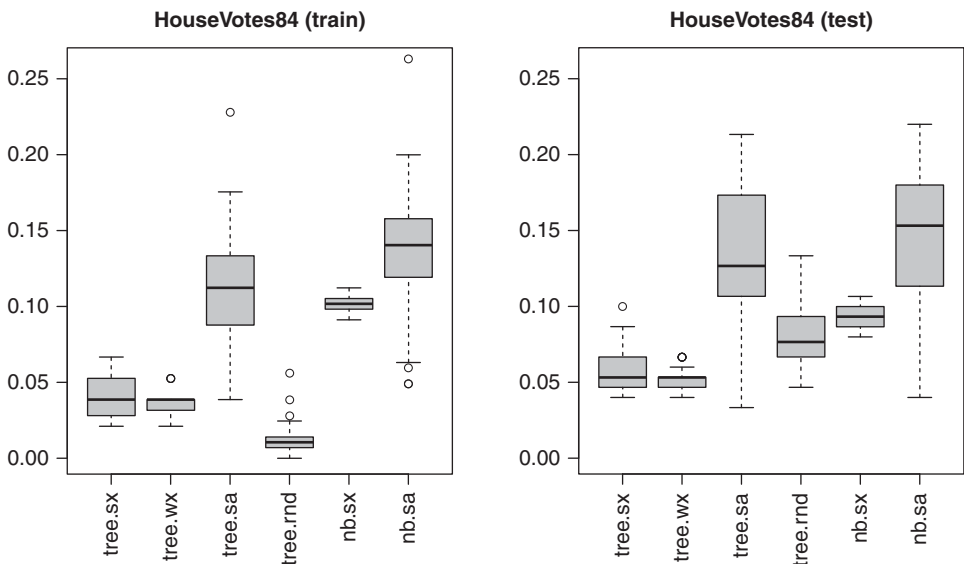 HouseVotes84 (train)
0.25
0.20
0.15
0.10
0.05
0.00
tree.sx
tree.wx
tree.sa
tree.rnd
nb.sx
nb.sa
HouseVotes84 (test)
0.25
0.20
0.15
0.10
0.05
0.00
tree.sx
tree.wx
tree.sa
tree.rnd
nb.sx
nb.sa